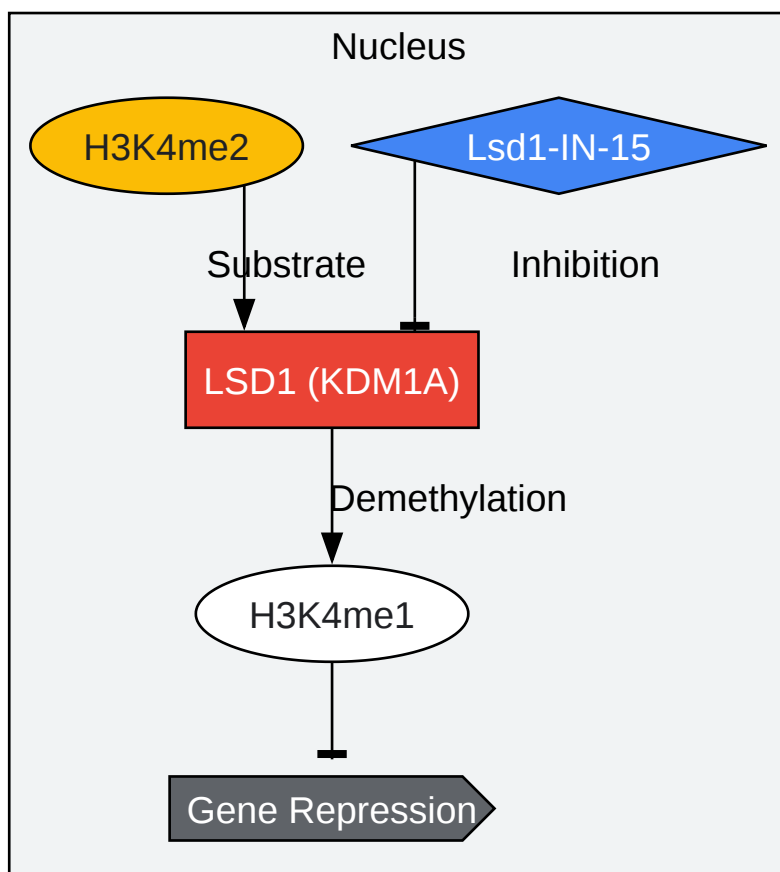 Nucleus
H3K4me2
Lsd1-IN-15
Substrate
Inhibition
LSD1 (KDM1A)
Demethylation
H3K4me1
Gene Repression